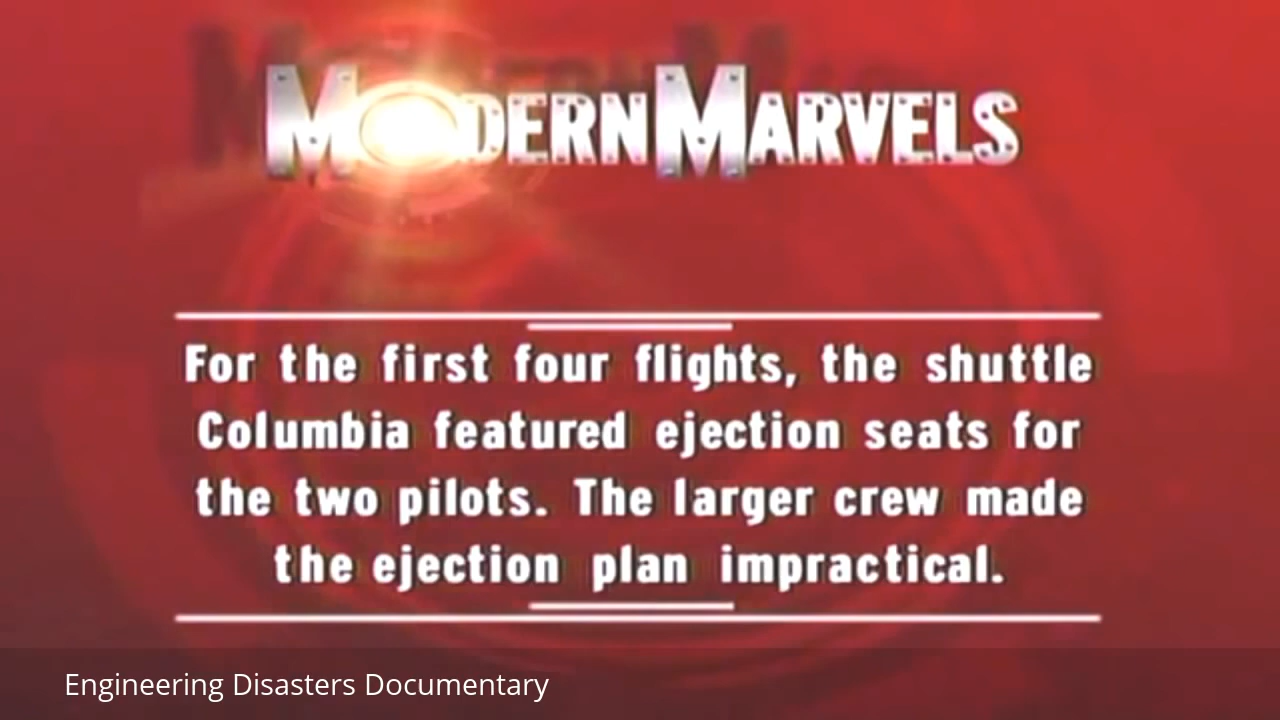 MODERN MARVELS
For the first four flights, the shuttle
Columbia featured ejection seats for
the two pilots. The larger crew made
the ejection plan impractical.
Engineering Disasters Documentary